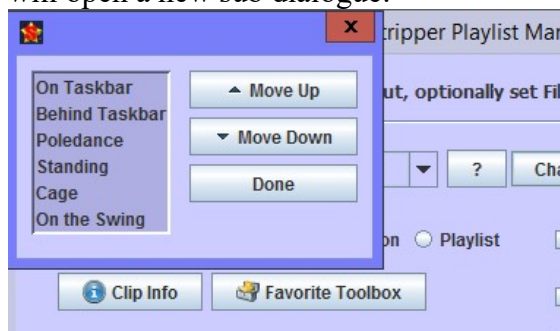 will open a new sub-dialogue.
x
tripper Playlist Mar
On Taskbar
Behind Taskbar
Poledance
Standing
Cage
On the Swing
Move Up
Move Down
Done
ut, optionally set Fil
?
Cha
on
Playlist
Clip Info
Favorite Toolbox